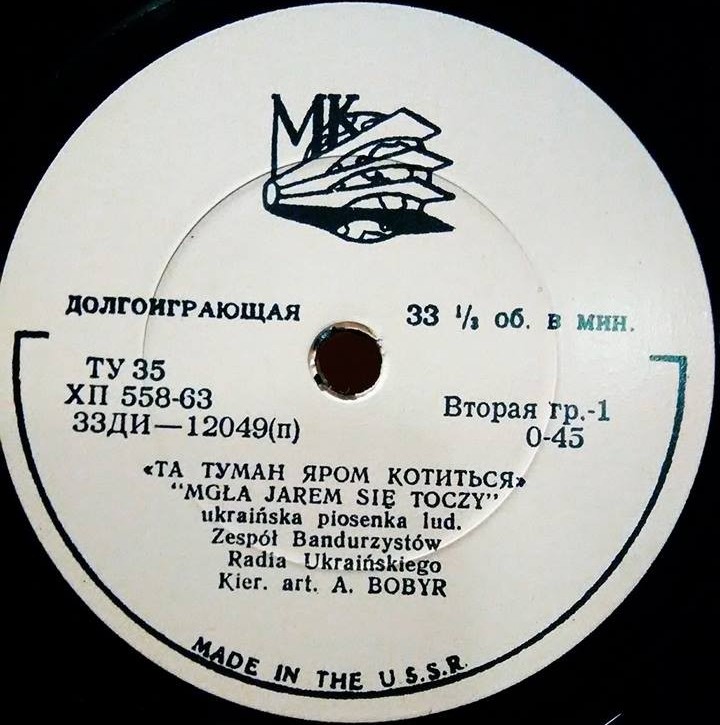 МК
ДОЛГОИГРАЮЩАЯ 33 ⅓ об. в мин.
ТУ 35
ХП 558-63
33ДИ—12049(п)
Вторая гр.-1
0-45
«ТА ТУМАН ЯРОМ КОТИТЬСЯ»
“MGŁA JAREM SIĘ TOCZY”
ukraińska piosenka lud.
Zespół Bandurzystów
Radia Ukraińskiego
Kier. art. A. BOBYR
MADE IN THE U.S.S.R.